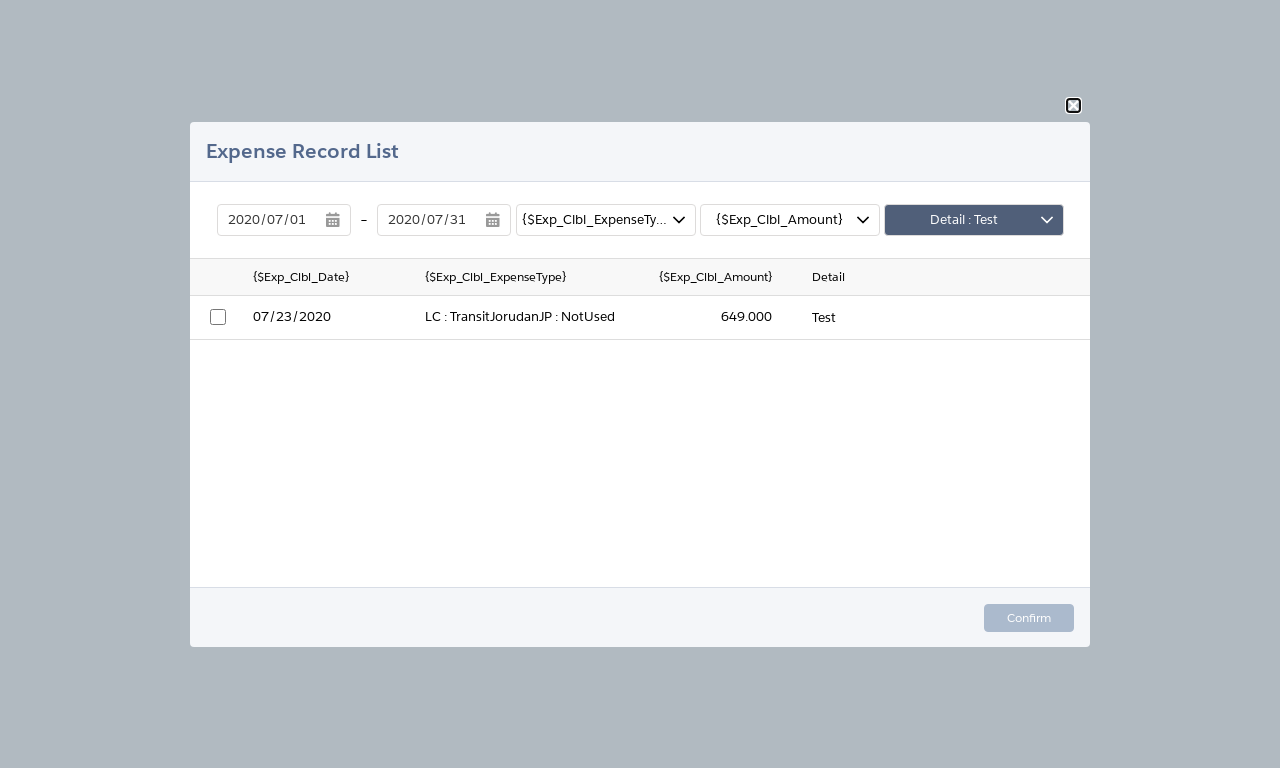 Expense Record List
2020/07/01 – 2020/07/31 {$Exp_Clbl_ExpenseTy... {$Exp_Clbl_Amount} Detail : Test
{$Exp_Clbl_Date} {$Exp_Clbl_ExpenseType} {$Exp_Clbl_Amount} Detail
07/23/2020 LC : TransitJorudanJP : NotUsed 649.000 Test
Confirm